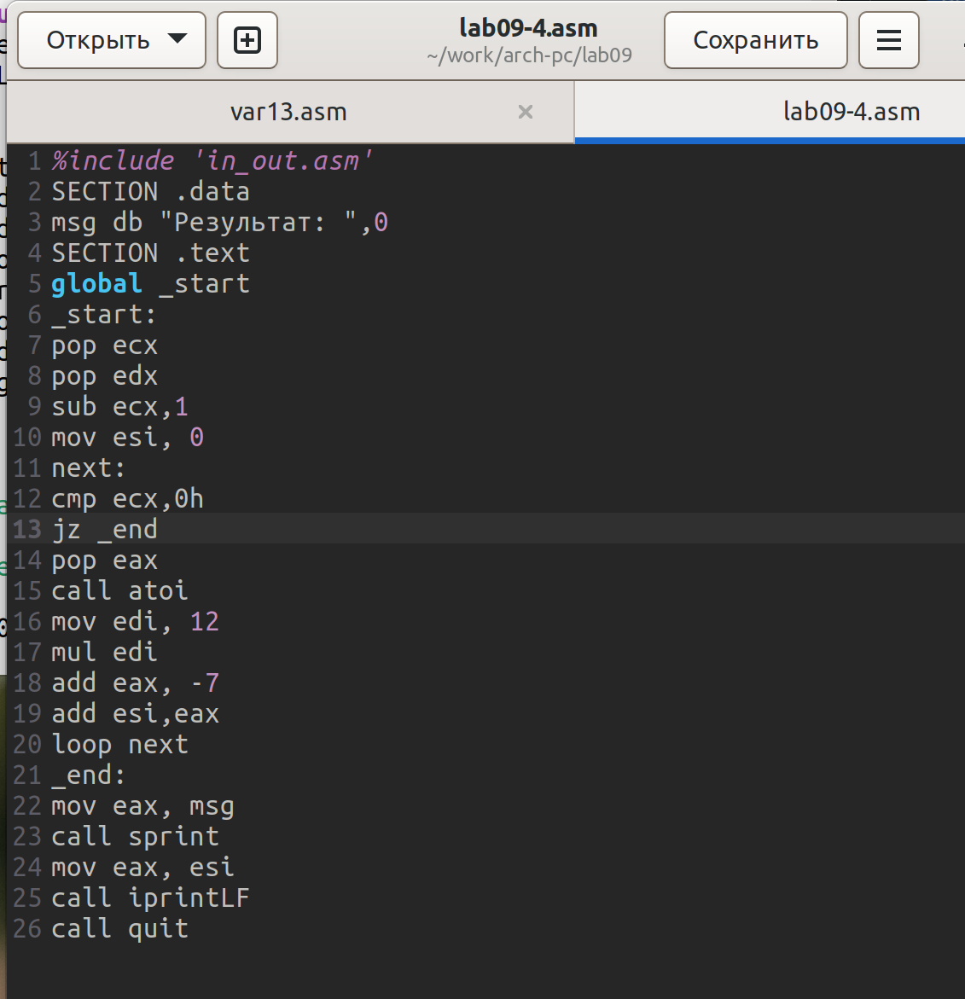 Открыть
lab09-4.asm
~/work/arch-pc/lab09
Сохранить
var13.asm
lab09-4.asm
1 %include 'in_out.asm'
2 SECTION .data
3 msg db "Результат: ",0
4 SECTION .text
5 global _start
6 _start:
7 pop ecx
8 pop edx
9 sub ecx,1
10 mov esi, 0
11 next:
12 cmp ecx,0h
13 jz _end
14 pop eax
15 call atoi
16 mov edi, 12
17 mul edi
18 add eax, -7
19 add esi,eax
20 loop next
21 _end:
22 mov eax, msg
23 call sprint
24 mov eax, esi
25 call iprintLF
26 call quit